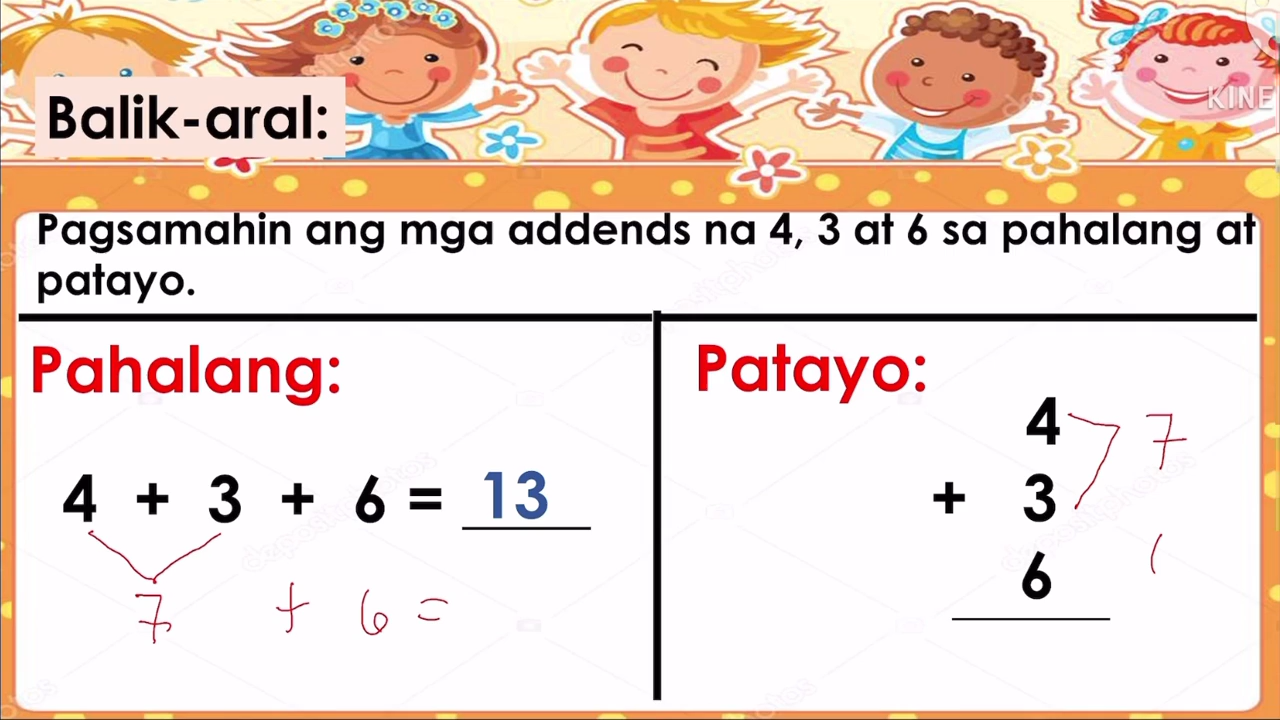 Balik-aral:
KINE
Pagsamahin ang mga addends na 4, 3 at 6 sa pahalang at
patayo.
Pahalang:
4 + 3 + 6 = 13
7 + 6 =
Patayo:
4
7
+ 3
6